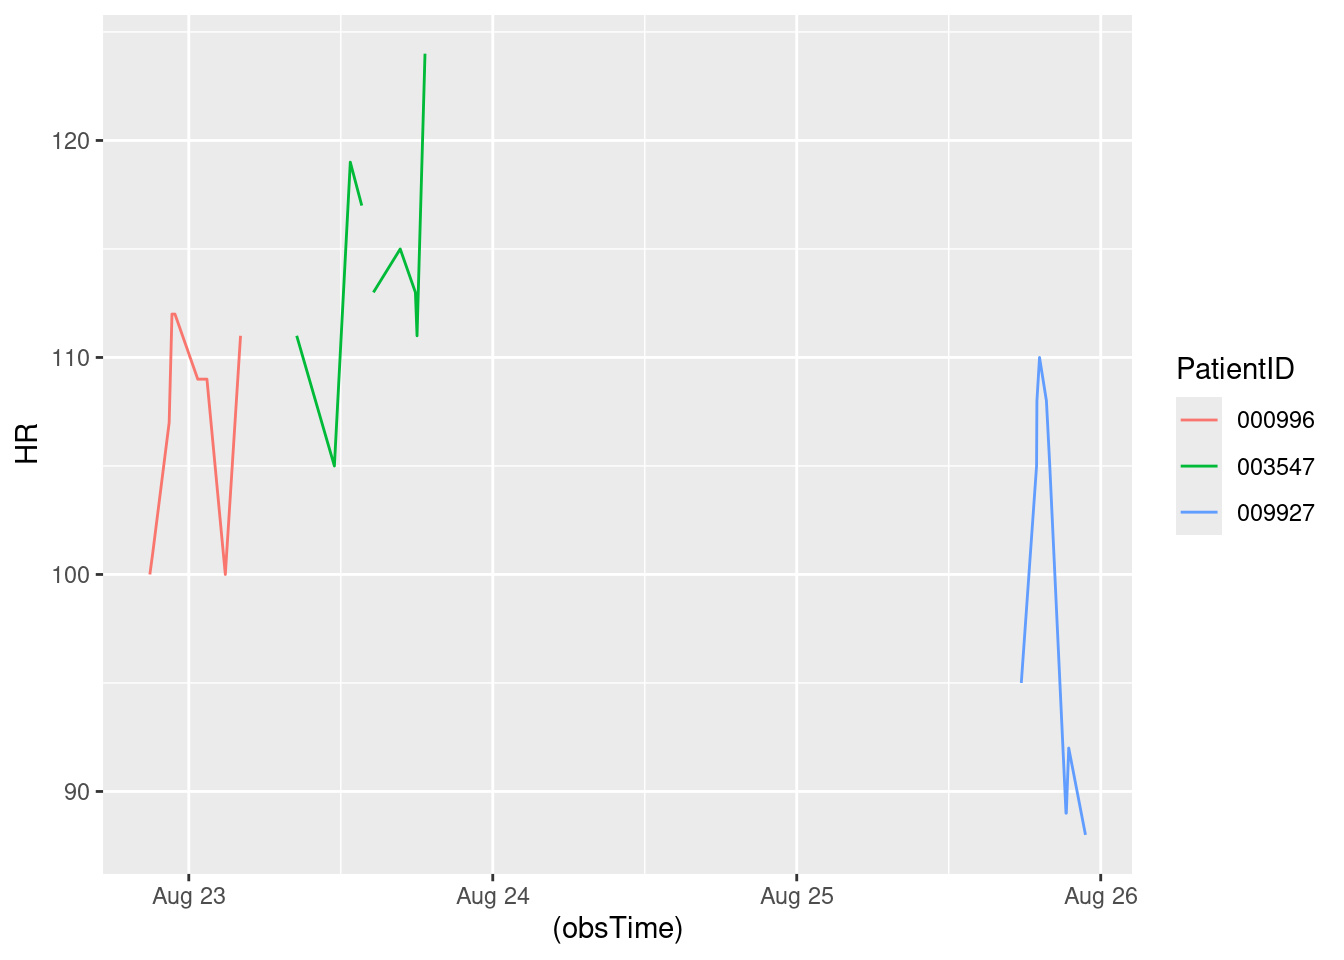 120
110
100
90
HR
Aug 23
Aug 24
Aug 25
Aug 26
(obsTime)
PatientID
000996
003547
009927